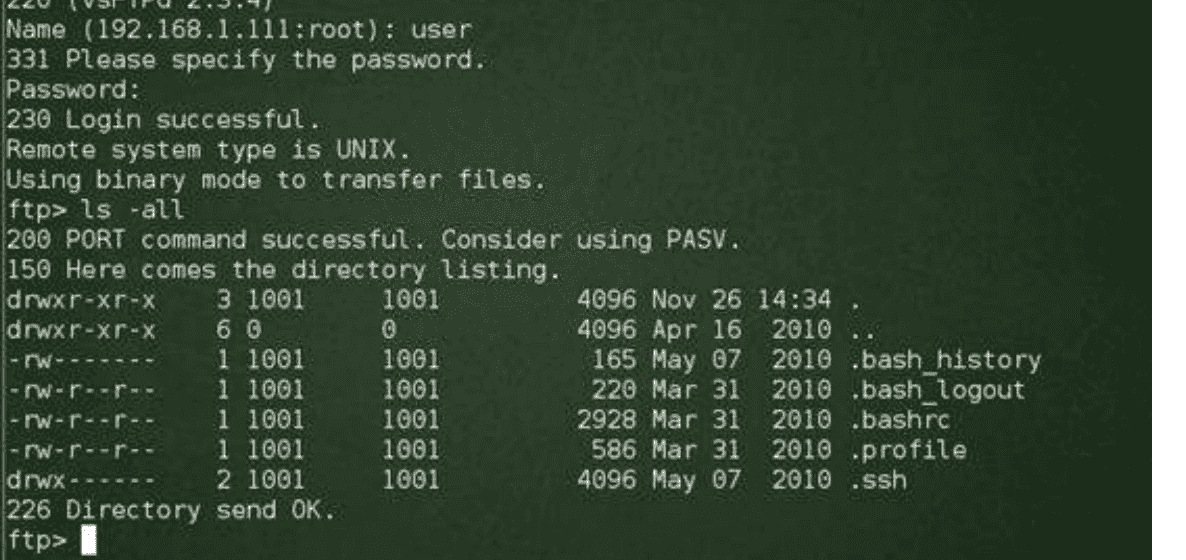 220 (vsFTPd 2.3.4)
Name (192.168.1.111:root): user
331 Please specify the password.
Password:
230 Login successful.
Remote system type is UNIX.
Using binary mode to transfer files.
ftp> ls -all
200 PORT command successful. Consider using PASV.
150 Here comes the directory listing.
drwxr-xr-x    3 1001     1001         4096 Nov 26 14:34 .
drwxr-xr-x    6 0        0            4096 Apr 16  2010 ..
-rw-------    1 1001     1001          165 May 07  2010 .bash_history
-rw-r--r--    1 1001     1001          220 Mar 31  2010 .bash_logout
-rw-r--r--    1 1001     1001         2928 Mar 31  2010 .bashrc
-rw-r--r--    1 1001     1001          586 Mar 31  2010 .profile
drwx------    2 1001     1001         4096 May 07  2010 .ssh
226 Directory send OK.
ftp>